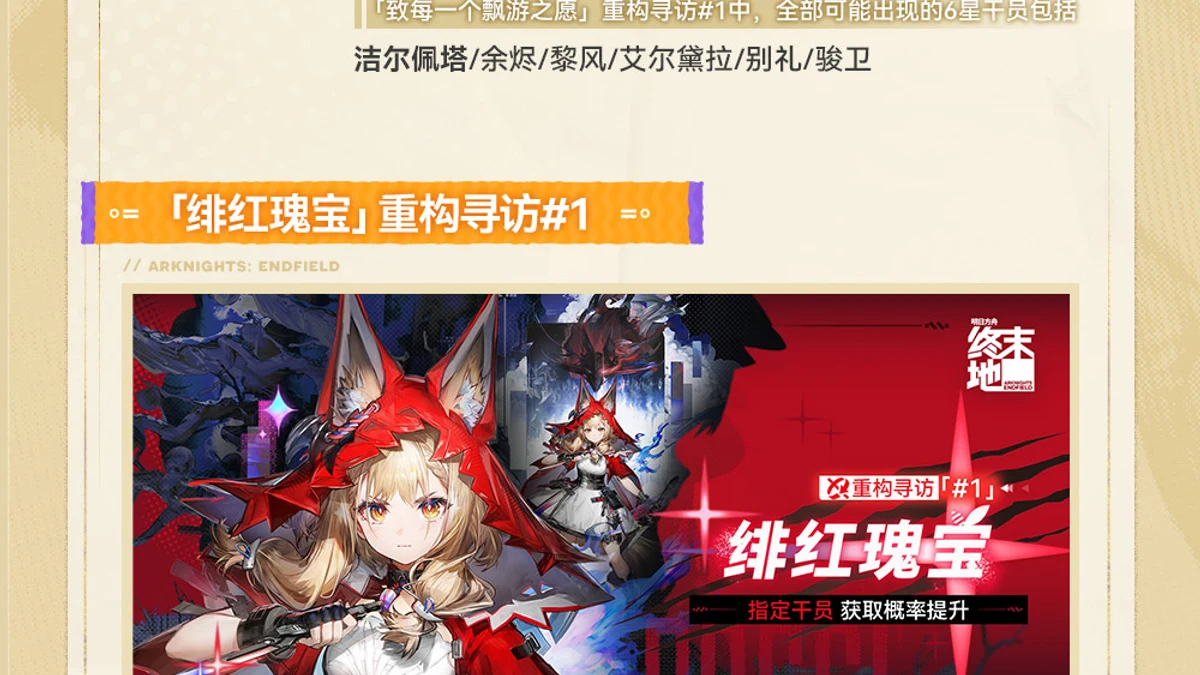 「致每一个飘游之愿」重构寻访#1中，全部可能出现的6星干员包括
洁尔佩塔/余烬/黎风/艾尔黛拉/别礼/骏卫
「绯红瑰宝」重构寻访#1
// ARKNIGHTS: ENDFIELD
明日方舟
终末地
ARKNIGHTS
ENDFIELD
重构寻访「#1」
绯红瑰宝
指定干员 获取概率提升